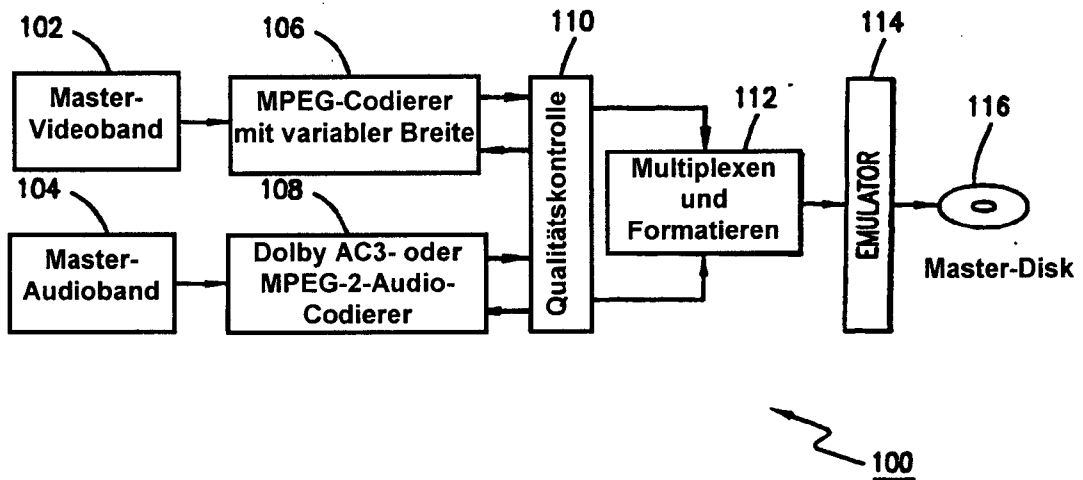 102
Master-
Videoband
106
MPEG-Codierer
mit variabler Breite
110
Qualitätskontrolle
112
Multiplexen
und
Formatieren
114
EMULATOR
116
Master-Disk
104
Master-
Audioband
108
Dolby AC3- oder
MPEG-2-Audio-
Codierer
100